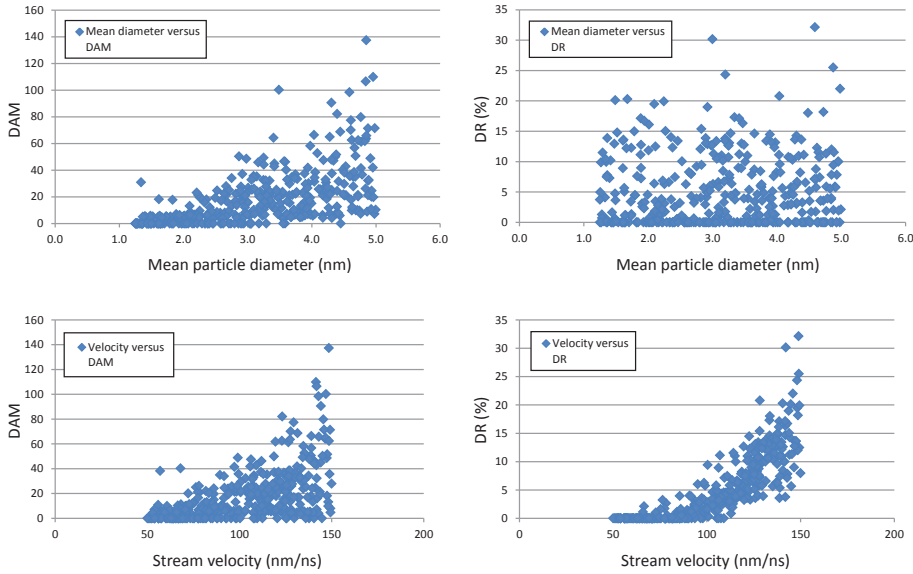 160
140
120
100
80
60
40
20
0
DAM
Mean diameter versus
DAM
0.0 1.0 2.0 3.0 4.0 5.0 6.0
Mean particle diameter (nm)
35
30
25
20
15
10
5
0
DR (%)
Mean diameter versus
DR
0.0 1.0 2.0 3.0 4.0 5.0 6.0
Mean particle diameter (nm)
160
140
120
100
80
60
40
20
0
DAM
Velocity versus
DAM
0 50 100 150 200
Stream velocity (nm/ns)
35
30
25
20
15
10
5
0
DR (%)
Velocity versus
DR
0 50 100 150 200
Stream velocity (nm/ns)